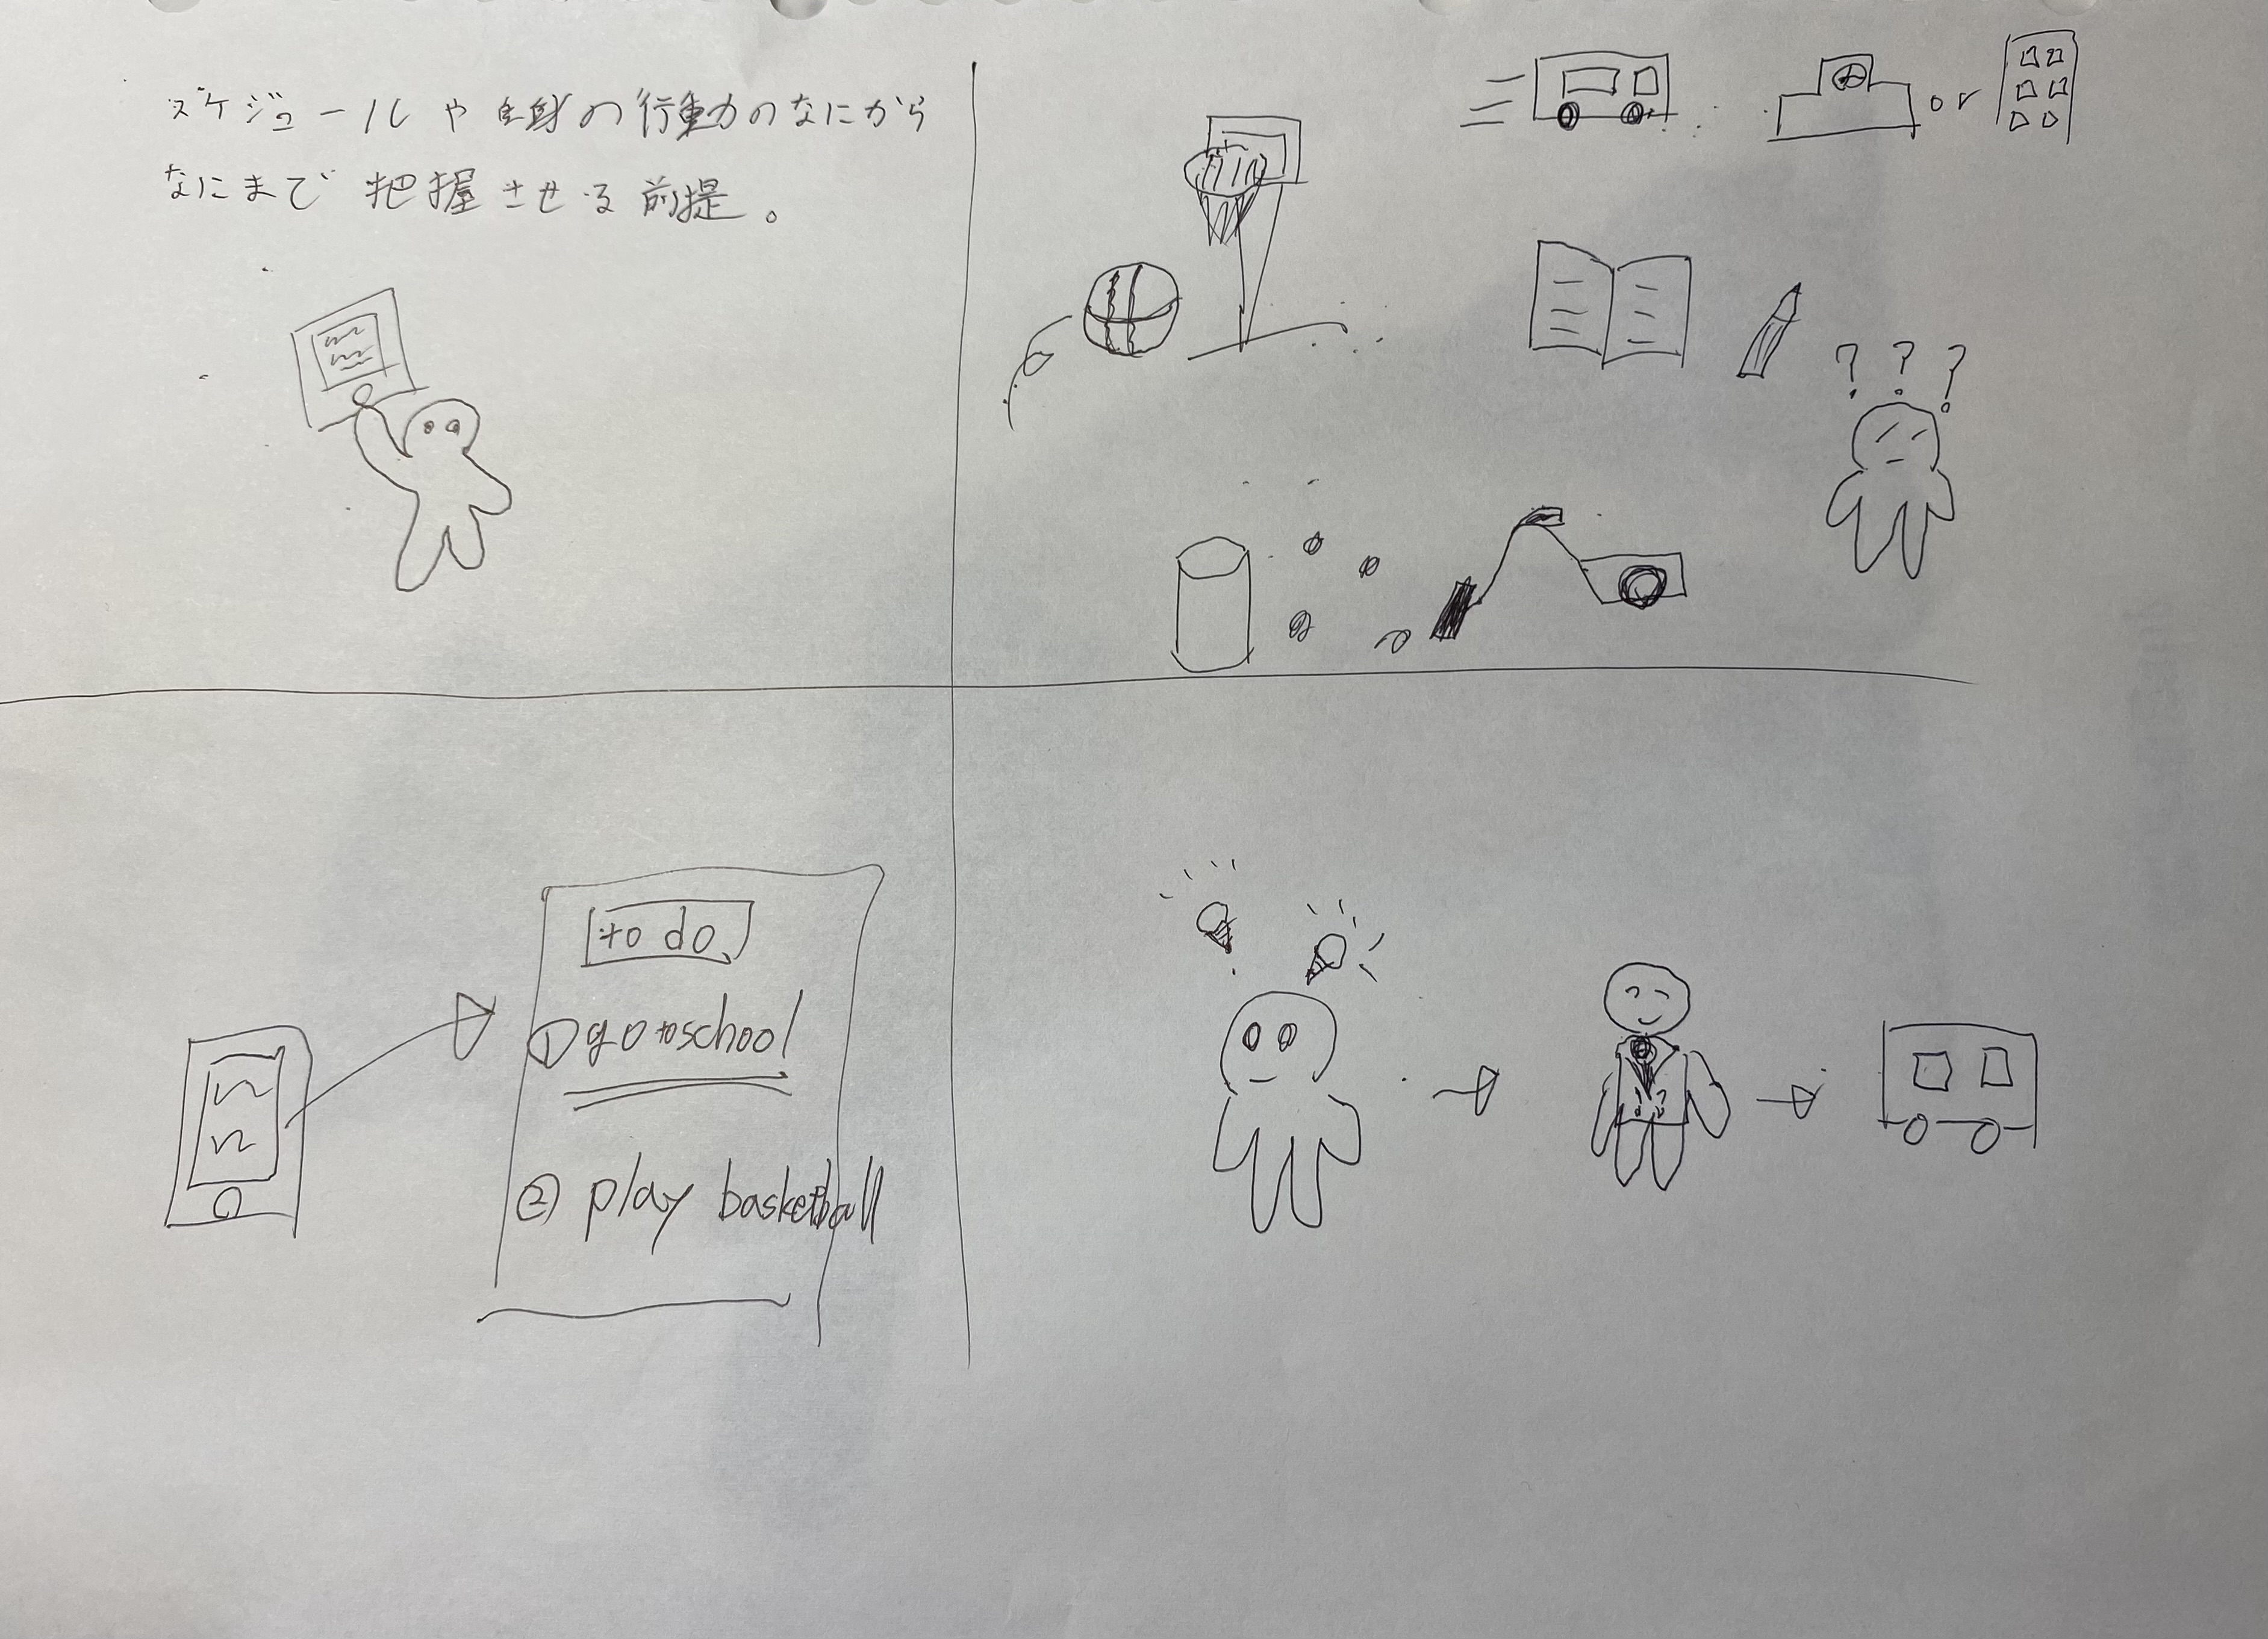 スケジュールや自身の行動のなにから
なにまで把握させる前提。
or
? ? ?
to do
① go to school
② play basketball